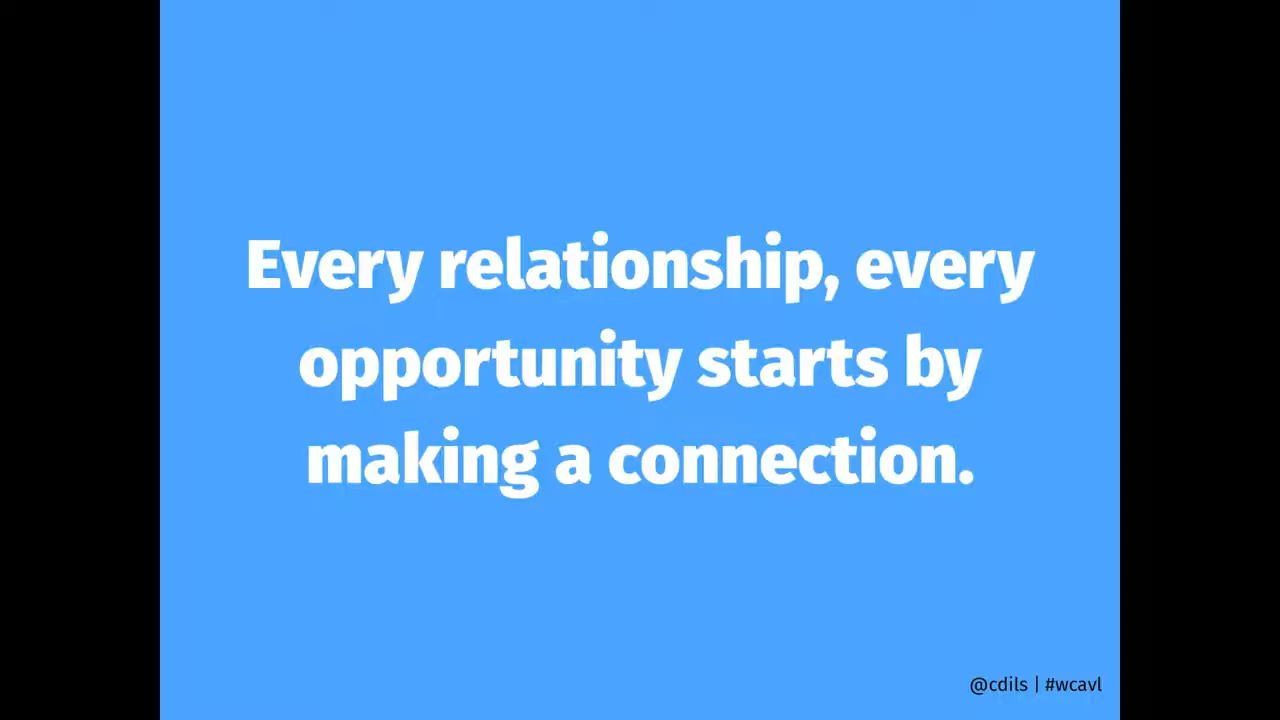 Every relationship, every
opportunity starts by
making a connection.
@cdils | #wcavl